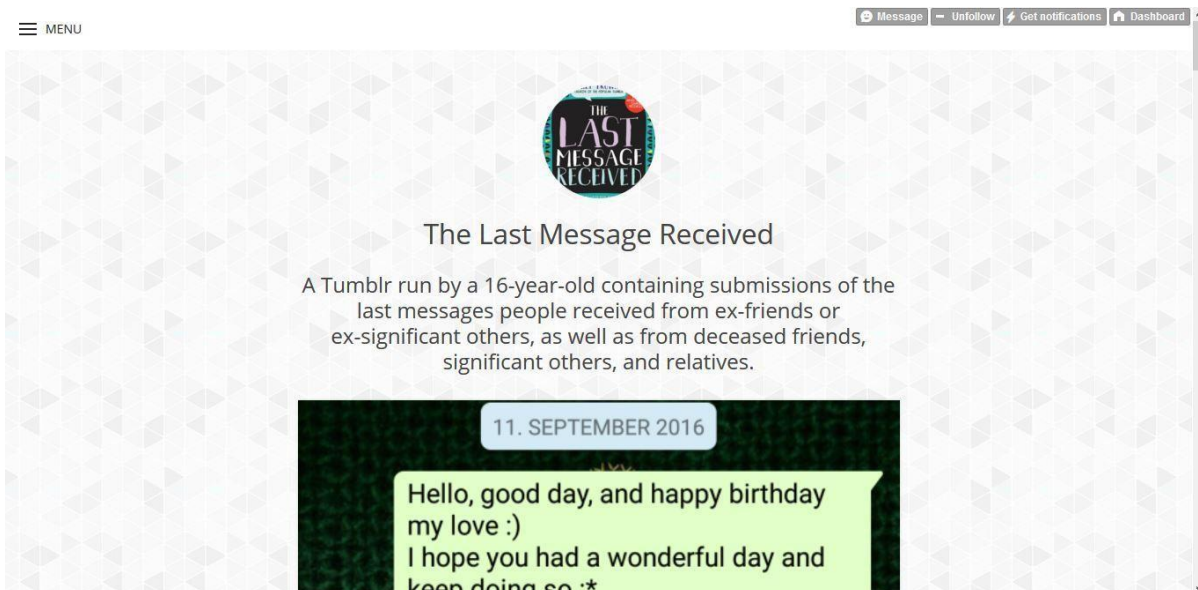 MENU
Message Unfollow Get notifications Dashboard
THE
LAST
MESSAGE
RECEIVED
The Last Message Received
A Tumblr run by a 16-year-old containing submissions of the
last messages people received from ex-friends or
ex-significant others, as well as from deceased friends,
significant others, and relatives.
11. SEPTEMBER 2016
Hello, good day, and happy birthday
my love :)
I hope you had a wonderful day and
keep doing so :*